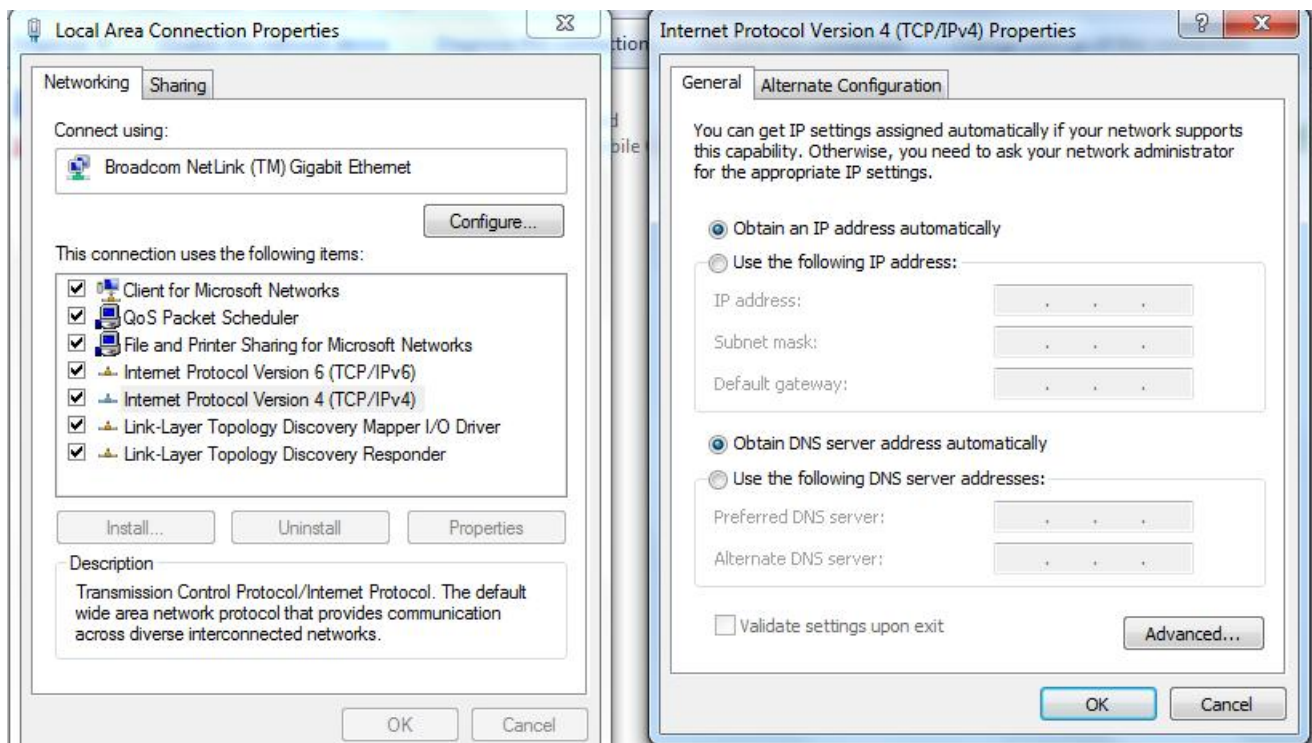 Local Area Connection Properties
Networking
Sharing
Connect using:
Broadcom NetLink (TM) Gigabit Ethernet
Configure...
This connection uses the following items:
Client for Microsoft Networks
QoS Packet Scheduler
File and Printer Sharing for Microsoft Networks
Internet Protocol Version 6 (TCP/IPv6)
Internet Protocol Version 4 (TCP/IPv4)
Link-Layer Topology Discovery Mapper I/O Driver
Link-Layer Topology Discovery Responder
Install...
Uninstall
Properties
Description
Transmission Control Protocol/Internet Protocol. The default
wide area network protocol that provides communication
across diverse interconnected networks.
OK
Cancel
Internet Protocol Version 4 (TCP/IPv4) Properties
General
Alternate Configuration
You can get IP settings assigned automatically if your network supports
this capability. Otherwise, you need to ask your network administrator
for the appropriate IP settings.
Obtain an IP address automatically
Use the following IP address:
IP address:
Subnet mask:
Default gateway:
Obtain DNS server address automatically
Use the following DNS server addresses:
Preferred DNS server:
Alternate DNS server:
Validate settings upon exit
Advanced...
OK
Cancel